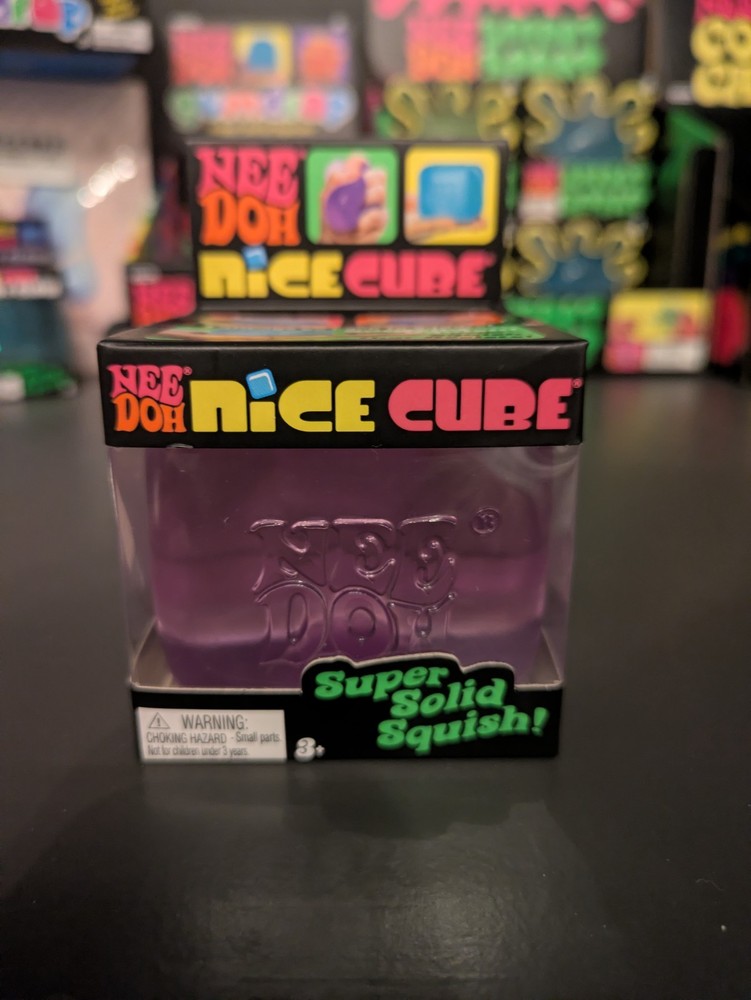 NEE
DOH
NiCE CUBE
NEE®
DOH
NiCE CUBE®
NEE®
DOH
Super
Solid
Squish!
WARNING:
CHOKING HAZARD - Small parts.
Not for children under 3 years.
3+